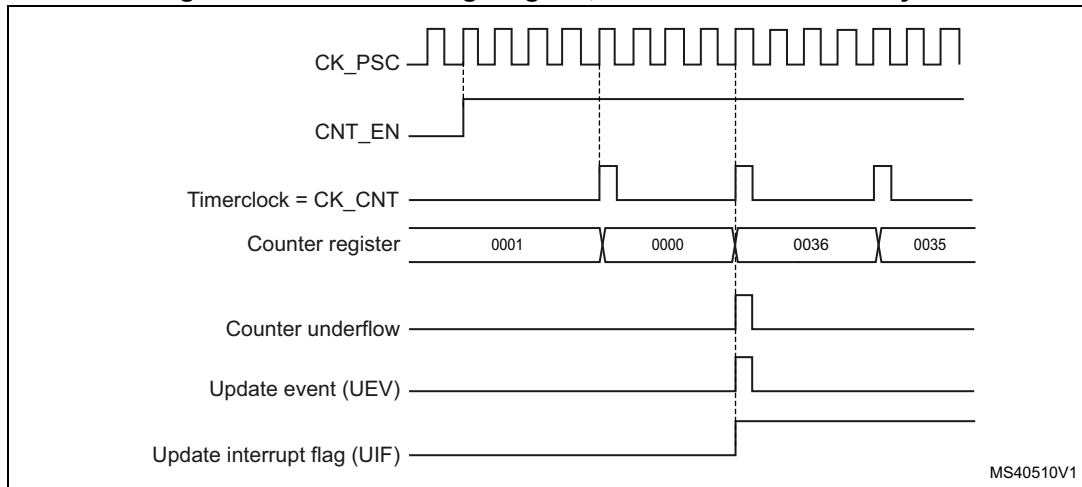 CK_PSC
CNT_EN
Timerclock = CK_CNT
Counter register
0001
0000
0036
0035
Counter underflow
Update event (UEV)
Update interrupt flag (UIF)
MS40510V1